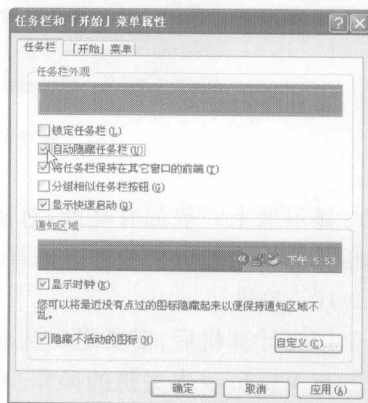 任务栏和「开始」菜单属性
任务栏 「开始」菜单
任务栏外观
锁定任务栏(L)
自动隐藏任务栏(U)
将任务栏保持在其它窗口的前端(T)
分组相似任务栏按钮(G)
显示快速启动(Q)
通知区域
下午 5:53
显示时钟(K)
您可以将最近没有点过的图标隐藏起来以便保持通知区域不
乱。
隐藏不活动的图标(H)
自定义(C)...
确定 取消 应用(A)